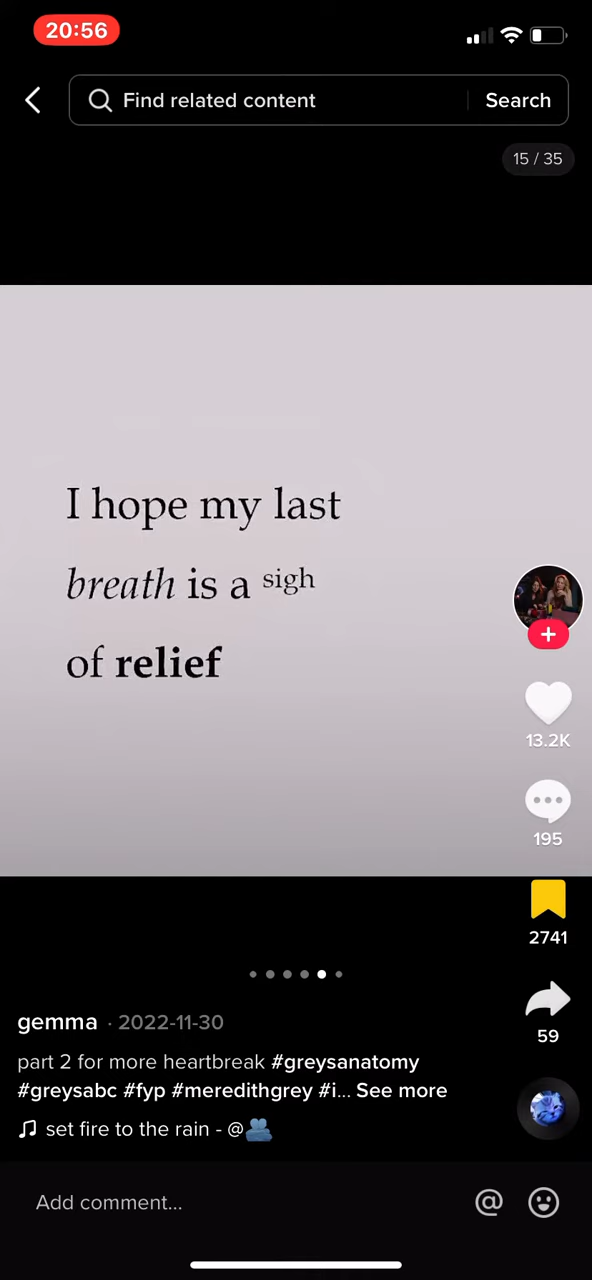 20:56
Find related content
Search
15 / 35
I hope my last
breath is a sigh
of relief
13.2K
195
2741
59
gemma · 2022-11-30
part 2 for more heartbreak #greysanatomy
#greysabc #fyp #meredithgrey #i... See more
set fire to the rain - @🫂
Add comment...